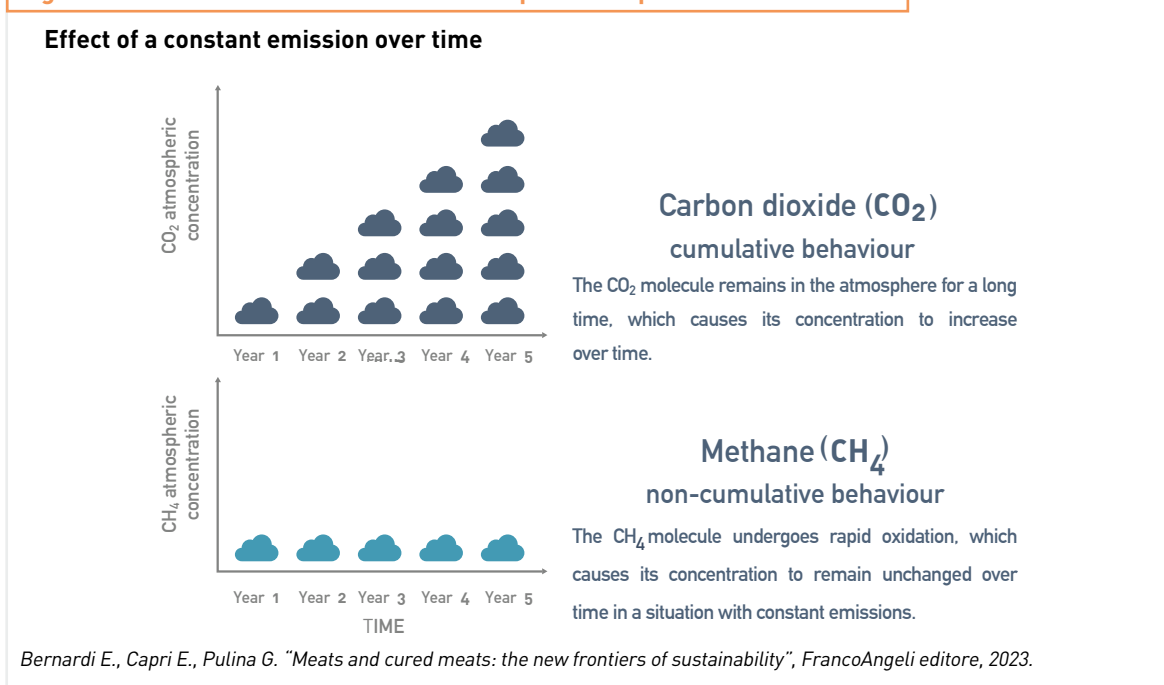 Effect of a constant emission over time
CO₂ atmospheric
concentration
Year 1 Year 2 Year 3 Year 4 Year 5
Carbon dioxide (CO₂)
cumulative behaviour
The CO₂ molecule remains in the atmosphere for a long
time, which causes its concentration to increase
over time.
CH₄ atmospheric
concentration
Year 1 Year 2 Year 3 Year 4 Year 5
TIME
Methane (CH₄)
non-cumulative behaviour
The CH₄ molecule undergoes rapid oxidation, which
causes its concentration to remain unchanged over
time in a situation with constant emissions.
Bernardi E., Capri E., Pulina G. “Meats and cured meats: the new frontiers of sustainability”, FrancoAngeli editore, 2023.